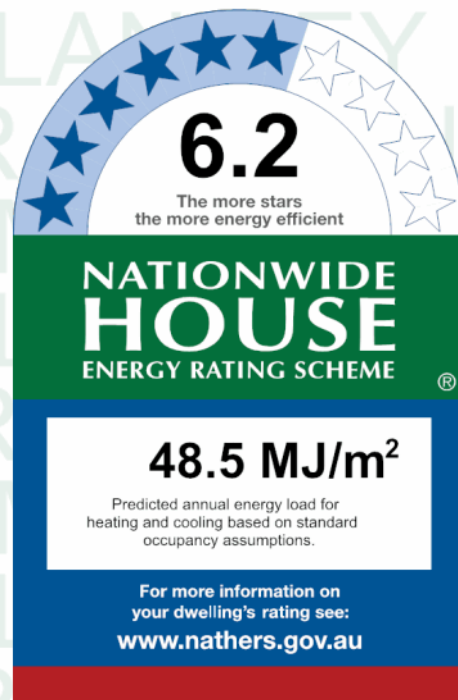 6.2
The more stars
the more energy efficient
NATIONWIDE
HOUSE
ENERGY RATING SCHEME
®
48.5 MJ/m²
Predicted annual energy load for
heating and cooling based on standard
occupancy assumptions.
For more information on
your dwelling's rating see:
www.nathers.gov.au